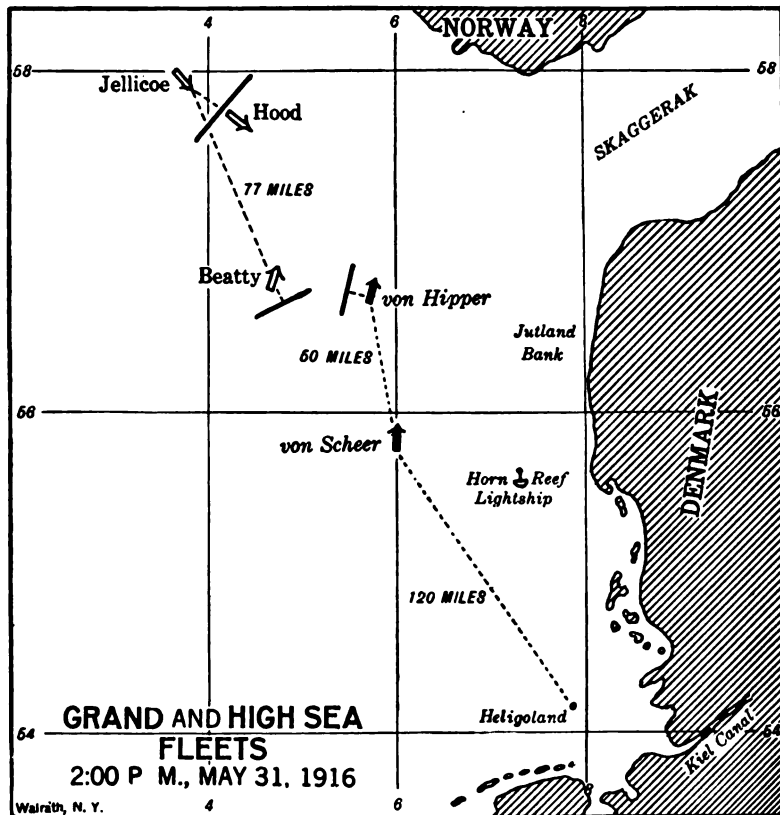 4
6
8
NORWAY
58
58
Jellicoe
Hood
SKAGGERAK
77 MILES
Beatty
von Hipper
Jutland
Bank
60 MILES
56
56
von Scheer
Horn Reef
Lightship
DENMARK
120 MILES
Heligoland
GRAND AND HIGH SEA
FLEETS
2:00 P M., MAY 31, 1916
54
54
Kiel Canal
Walrath, N. Y.
4
6
8